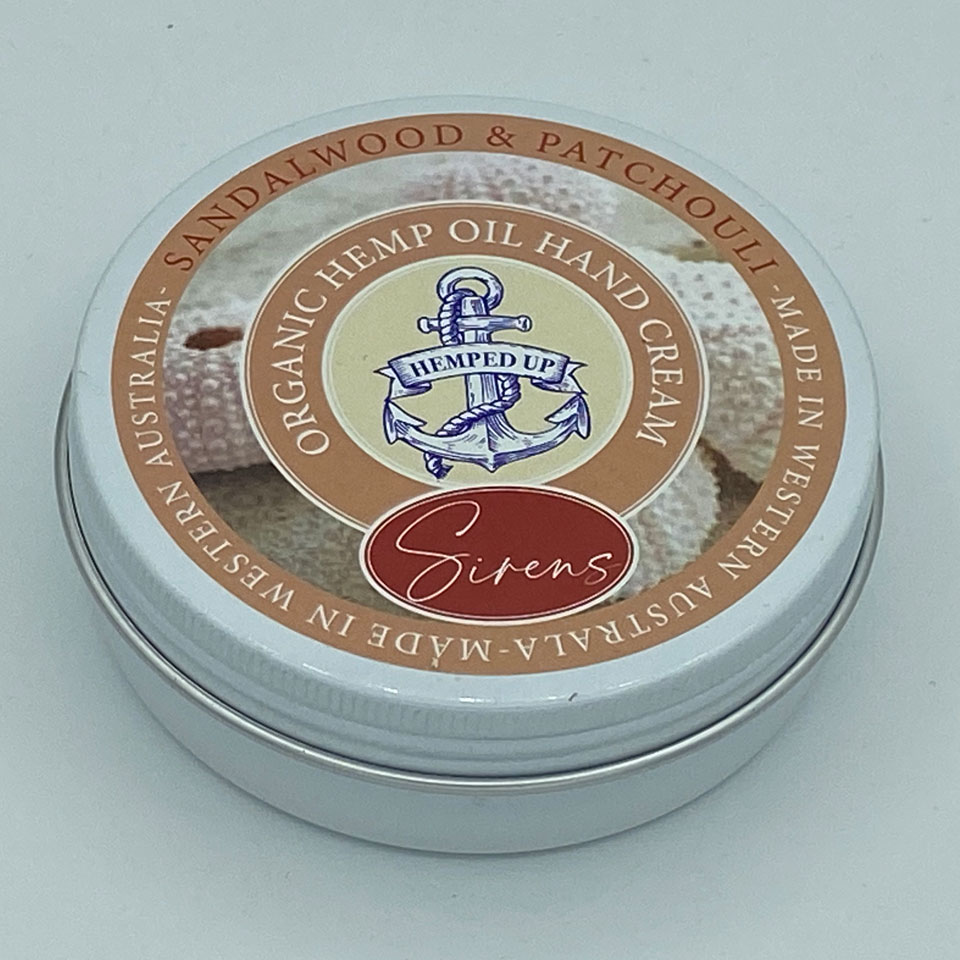 SANDALWOOD & PATCHOULI
-MADE IN WESTERN AUSTRALA-MADE IN WESTERN AUSTRALIA-
ORGANIC HEMP OIL HAND CREAM
HEMPED UP
Sirens